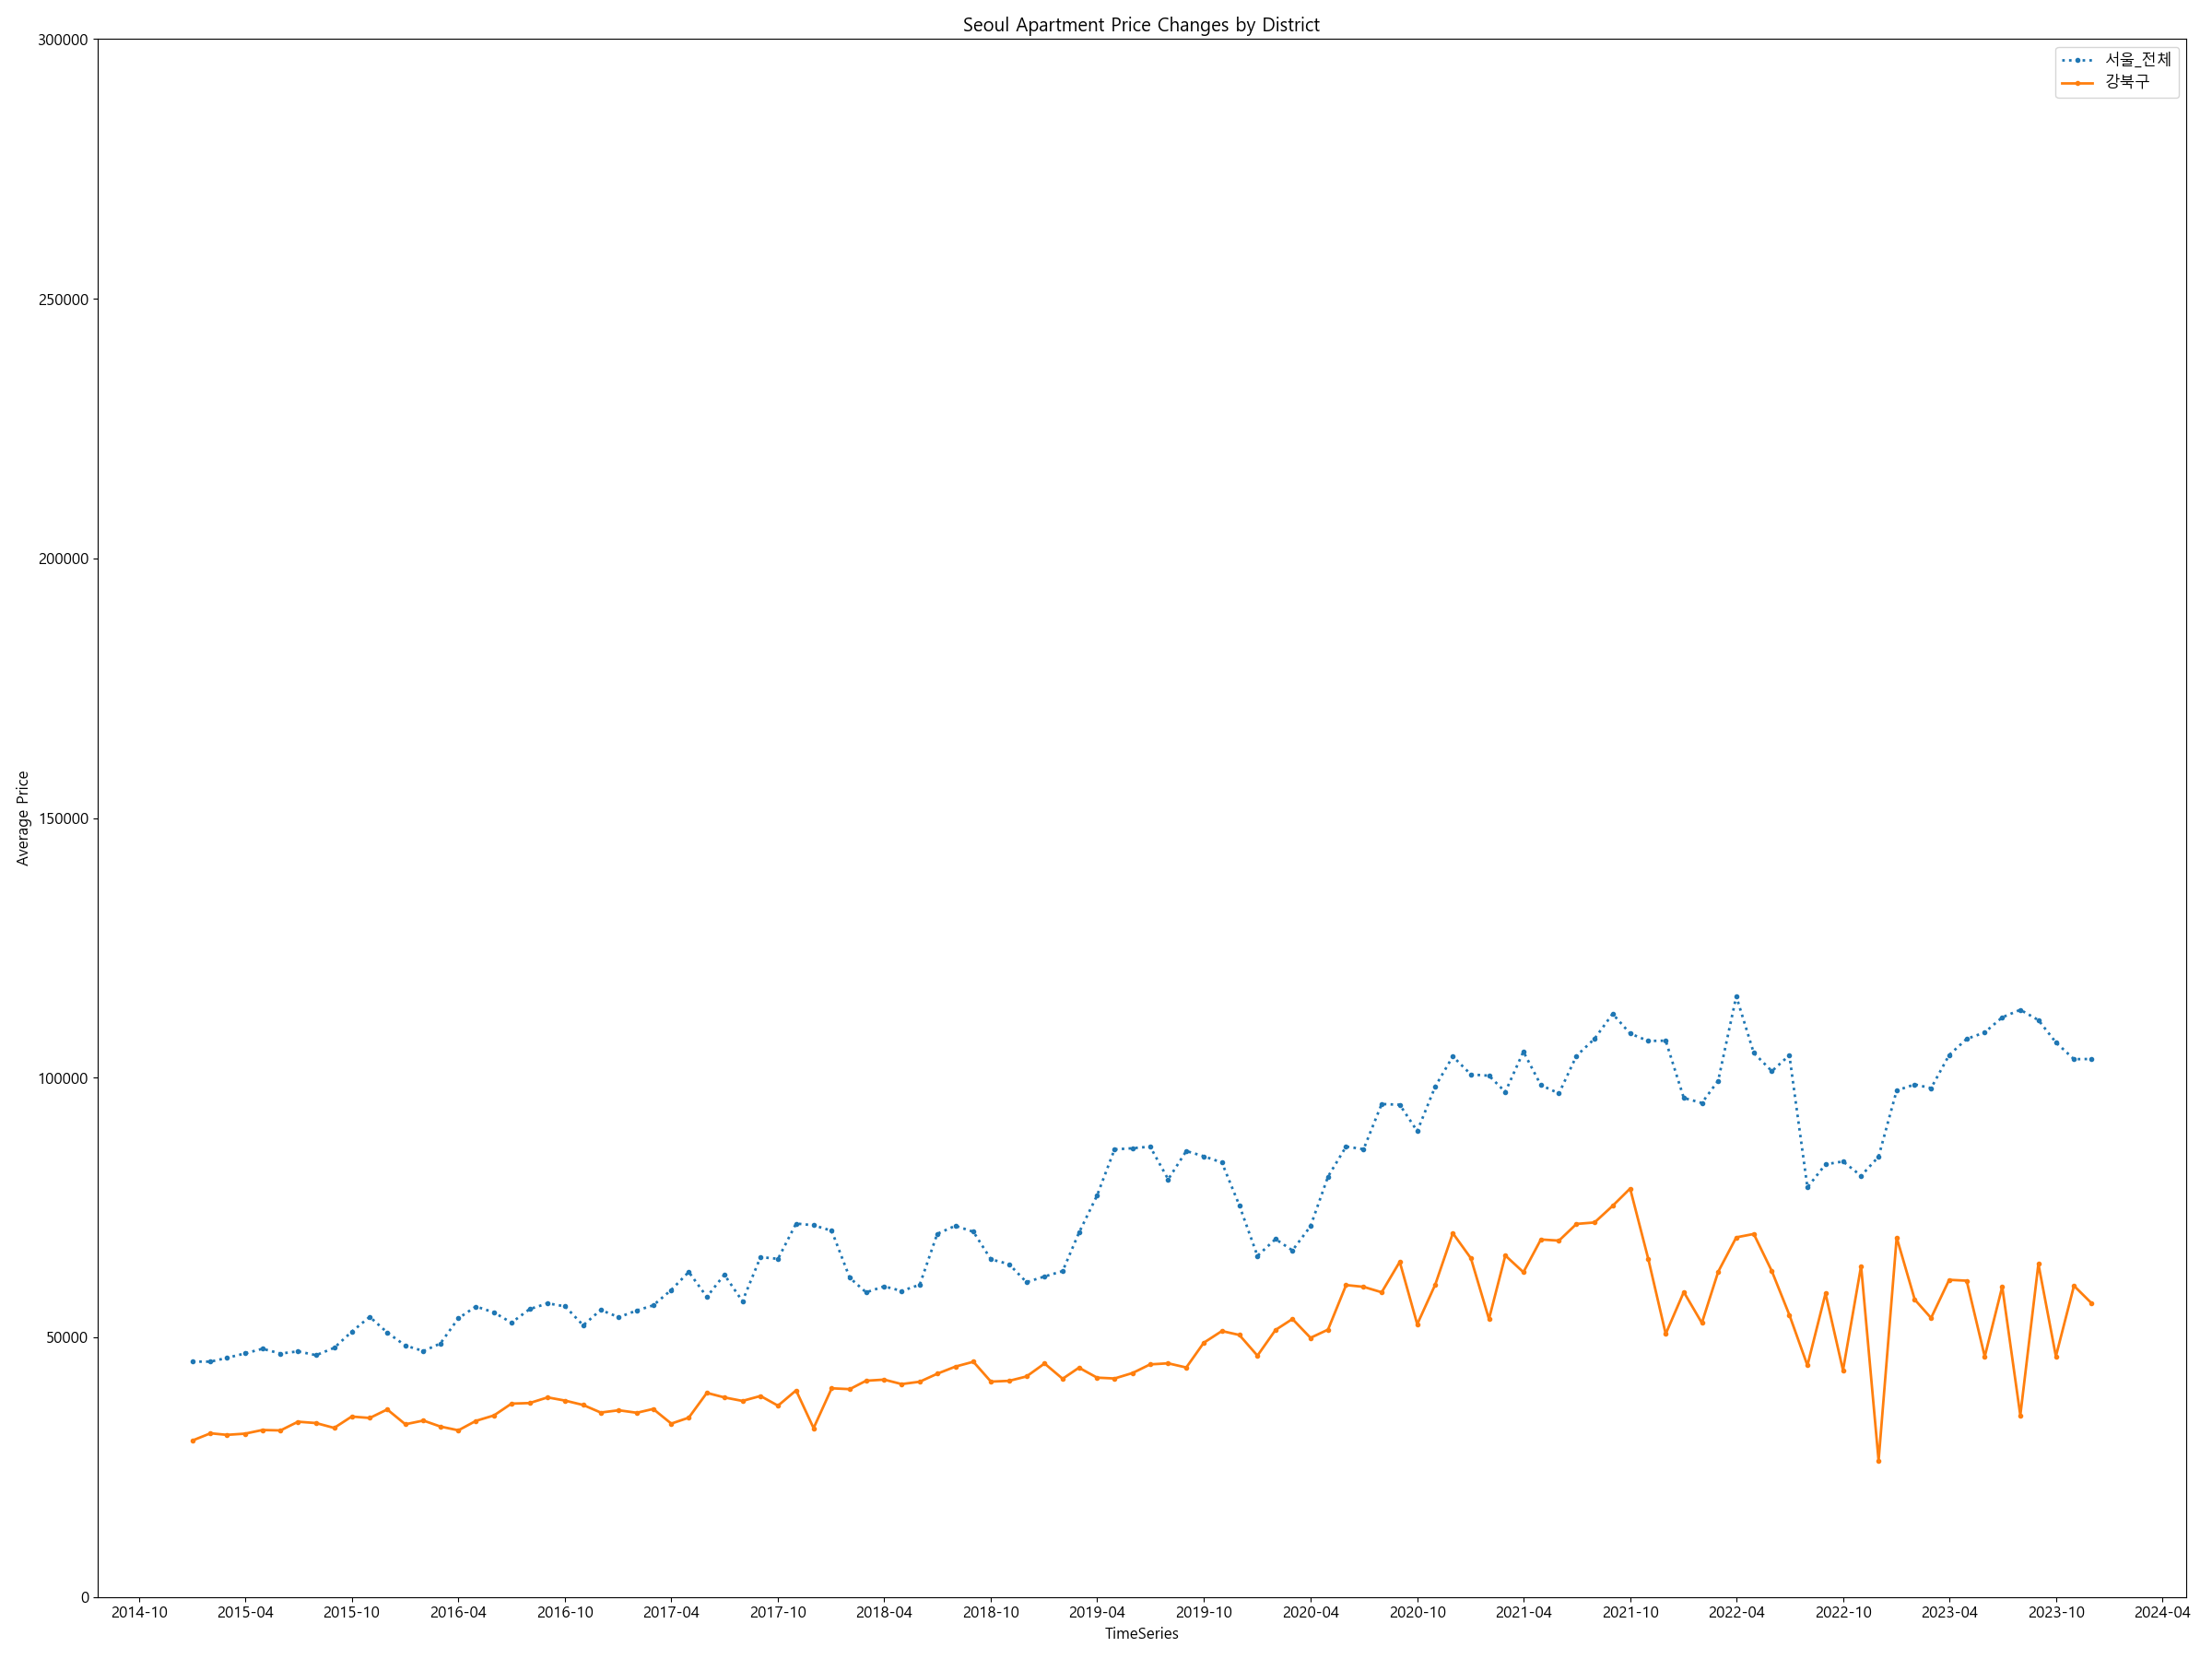 Seoul Apartment Price Changes by District
서울_전체
강북구
Average Price
300000
250000
200000
150000
100000
50000
0
2014-10 2015-04 2015-10 2016-04 2016-10 2017-04 2017-10 2018-04 2018-10 2019-04 2019-10 2020-04 2020-10 2021-04 2021-10 2022-04 2022-10 2023-04 2023-10 2024-04
TimeSeries